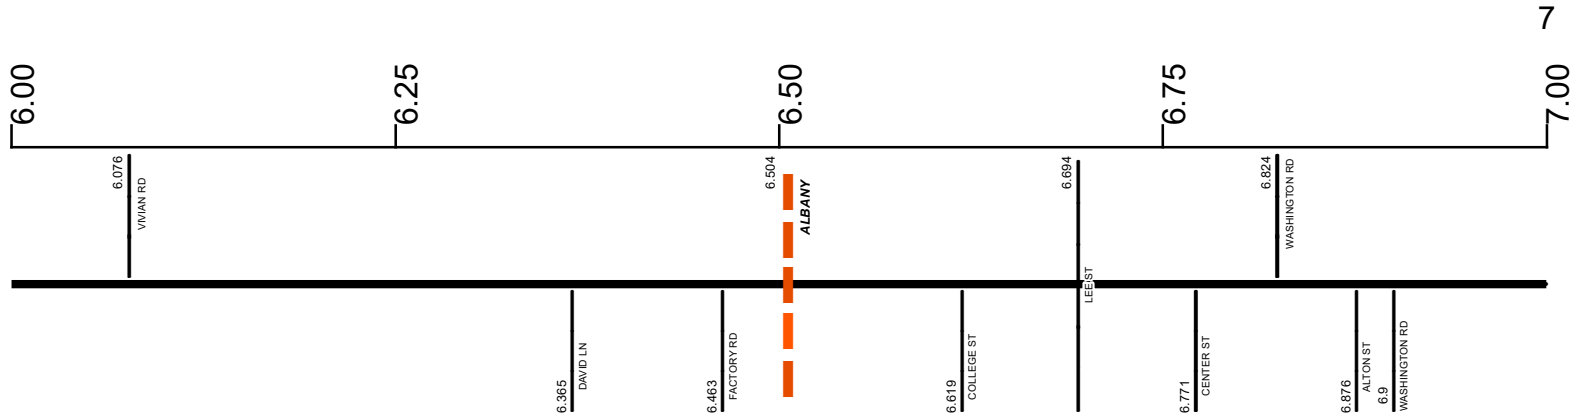 7
6.00
6.25
6.50
6.75
7.00
6.076
VIVIAN RD
6.504
ALBANY
6.694
LEE ST
6.824
WASHINGTON RD
6.365
DAVID LN
6.463
FACTORY RD
6.619
COLLEGE ST
6.771
CENTER ST
6.876
ALTON ST
6.9
WASHINGTON RD